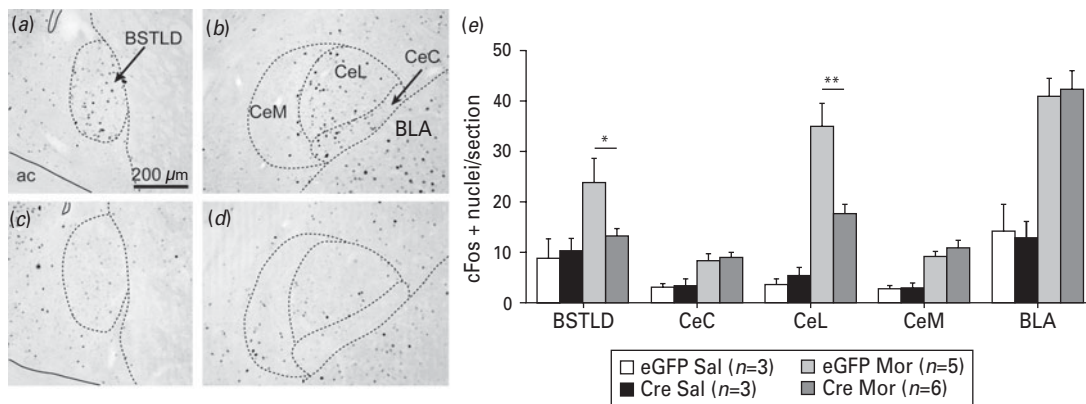 (a)
BSTLD
ac
200 µm
(b)
CeL
CeC
CeM
BLA
(c)
(d)
(e)
cFos + nuclei/section
50
40
30
20
10
0
*
**
BSTLD
CeC
CeL
CeM
BLA
eGFP Sal (n=3)
eGFP Mor (n=5)
Cre Sal (n=3)
Cre Mor (n=6)